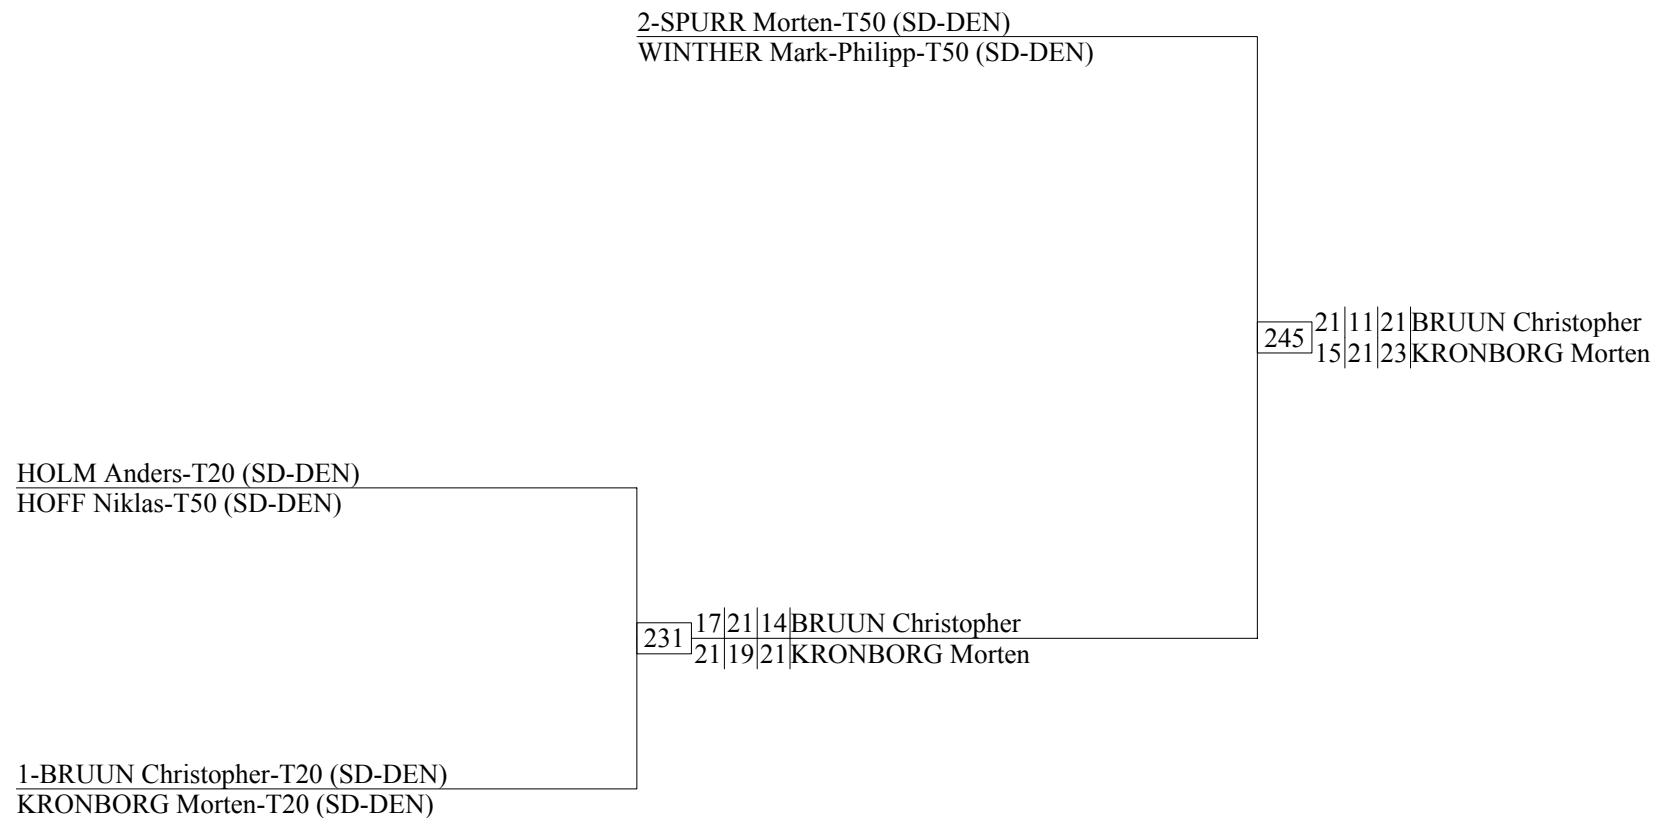 2-SPURR Morten-T50 (SD-DEN)
WINTHER Mark-Philipp-T50 (SD-DEN)
245 21 11 21 BRUUN Christopher
15 21 23 KRONBORG Morten
HOLM Anders-T20 (SD-DEN)
HOFF Niklas-T50 (SD-DEN)
231 17 21 14 BRUUN Christopher
21 19 21 KRONBORG Morten
1-BRUUN Christopher-T20 (SD-DEN)
KRONBORG Morten-T20 (SD-DEN)